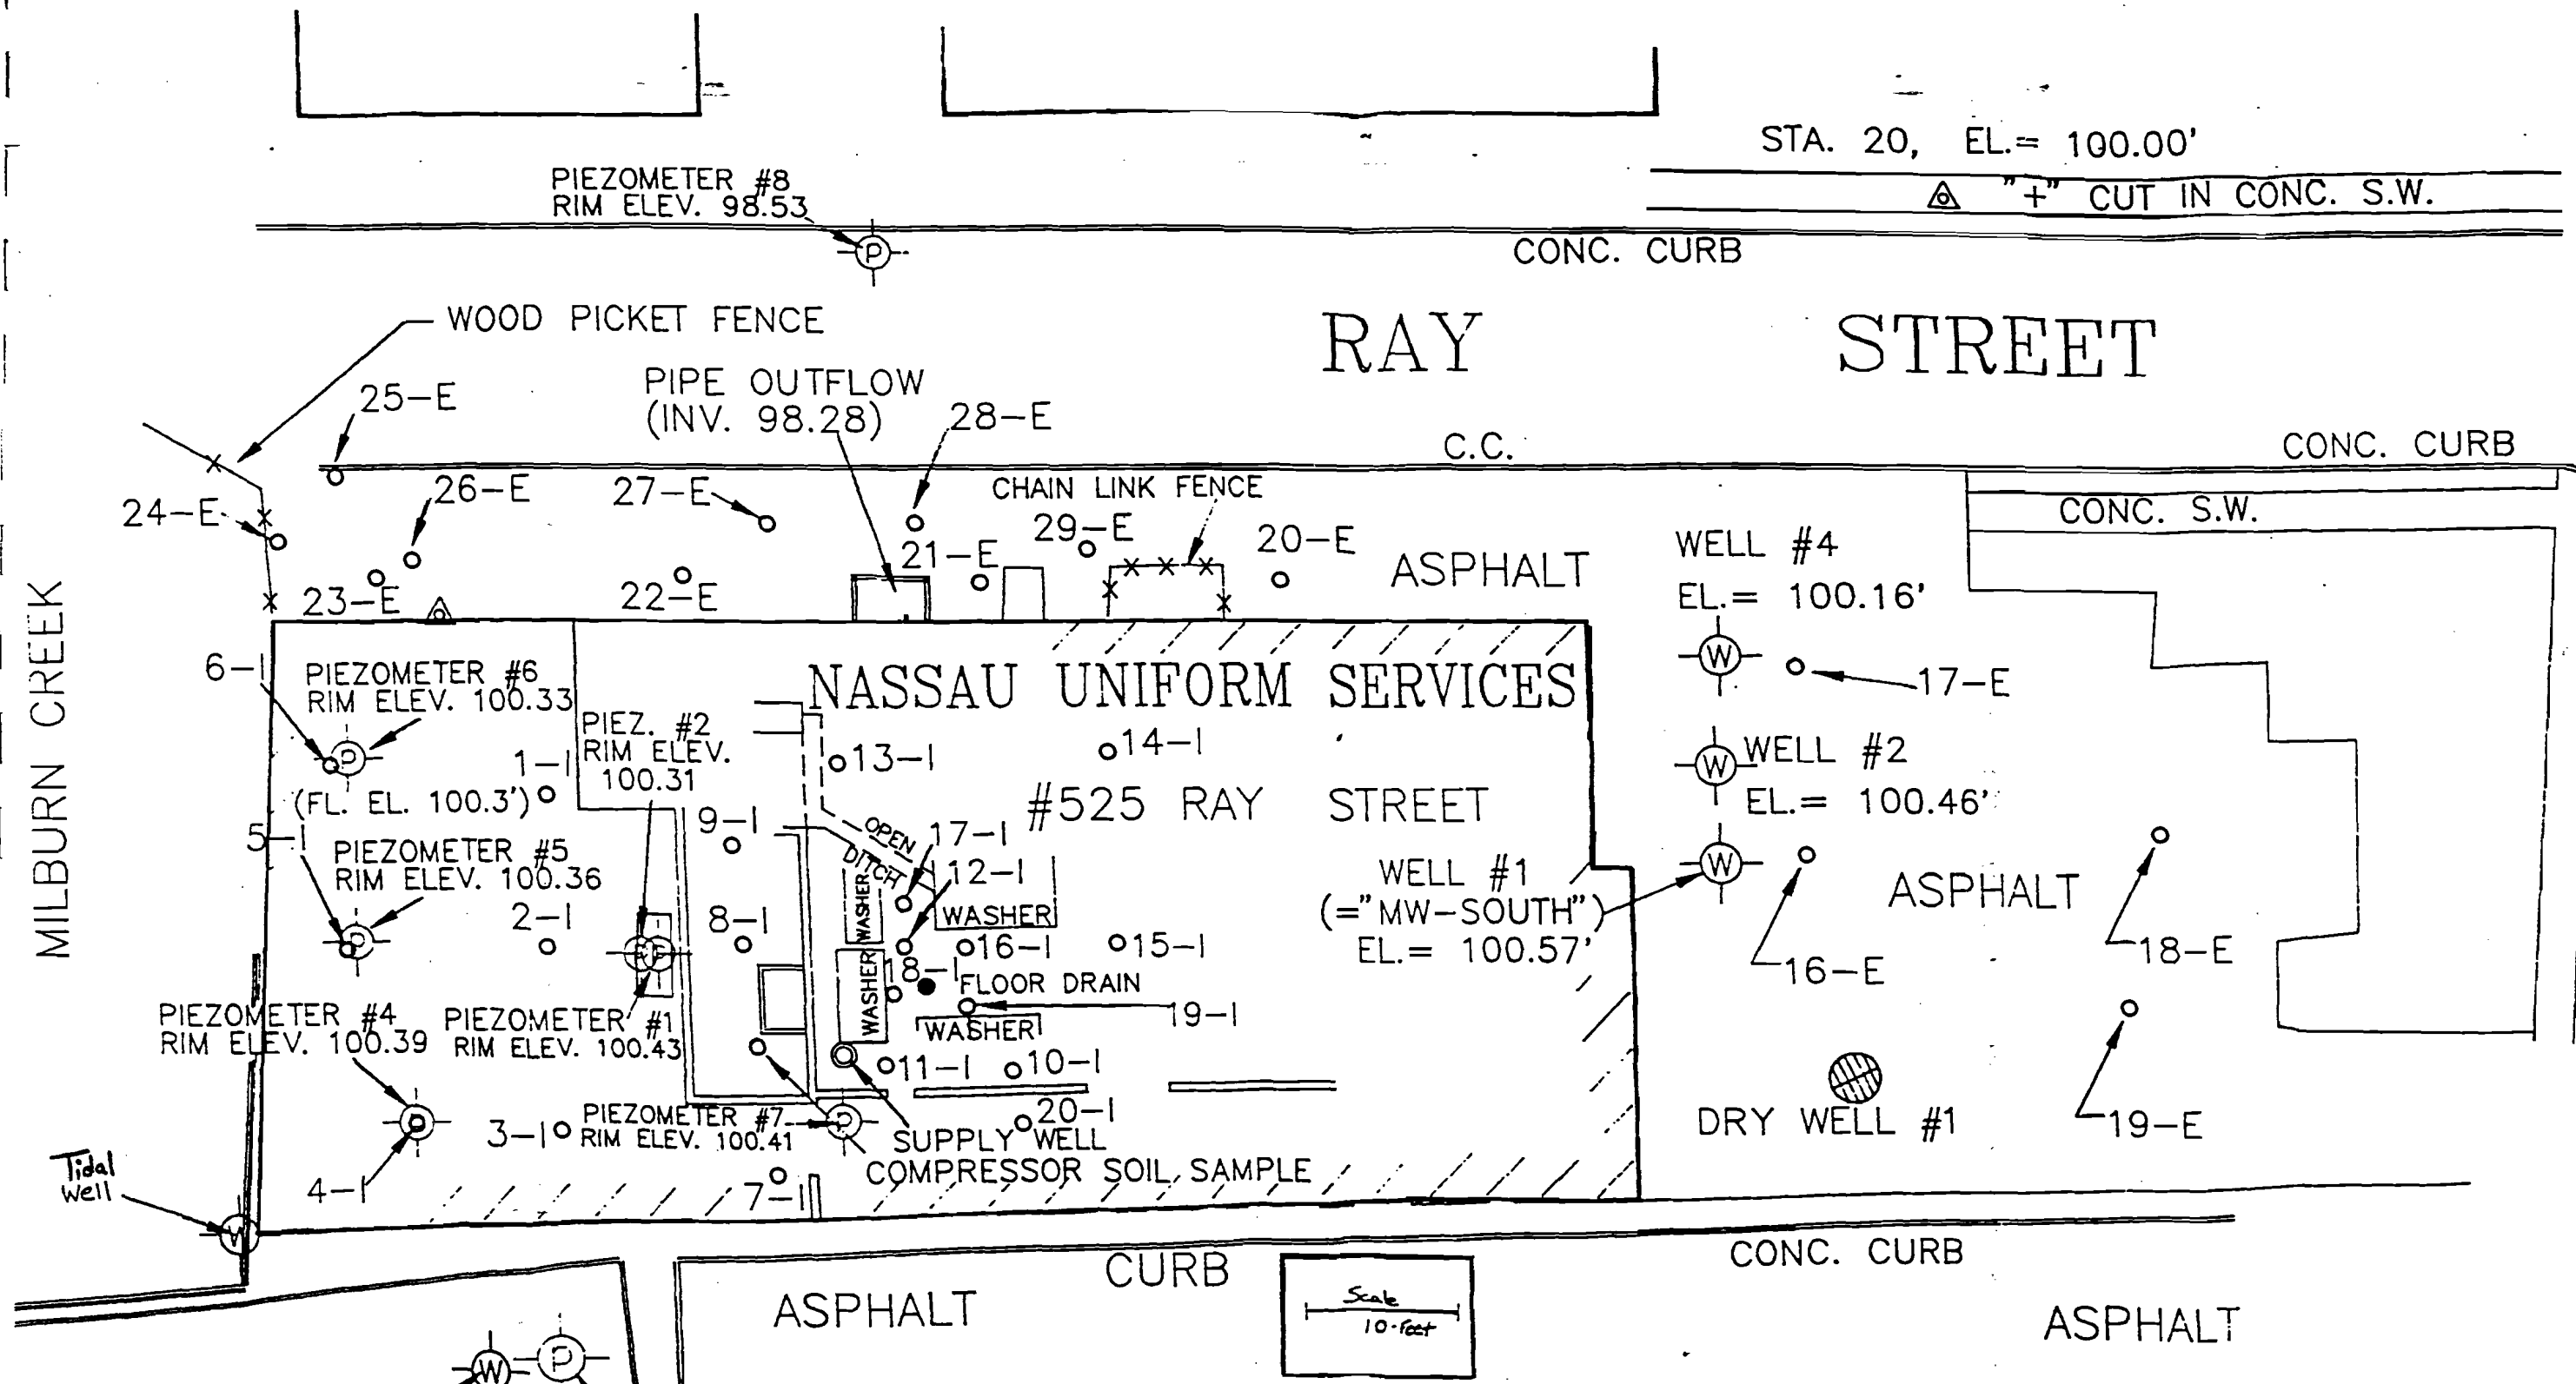 STA. 20, EL.= 100.00'
PIEZOMETER #8
RIM ELEV. 98.53
"+" CUT IN CONC. S.W.
P
CONC. CURB
WOOD PICKET FENCE
RAY STREET
PIPE OUTFLOW
(INV. 98.28)
25-E
28-E
C.C.
CONC. CURB
24-E
26-E
27-E
CHAIN LINK FENCE
29-E
20-E
CONC. S.W.
21-E
ASPHALT
WELL #4
EL.= 100.16'
23-E
22-E
W
17-E
MILBURN CREEK
6-I
PIEZOMETER #6
RIM ELEV. 100.33
P
NASSAU UNIFORM SERVICES
PIEZ. #2
RIM ELEV.
100.31
13-I
14-I
W
WELL #2
EL.= 100.46'
1-I
(FL. EL. 100.3')
#525 RAY STREET
5-I
9-I
OPEN
DITCH
17-I
12-I
PIEZOMETER #5
RIM ELEV. 100.36
P
WELL #1
(="MW-SOUTH")
EL.= 100.57'
W
ASPHALT
2-I
8-I
WASHER
WASHER
16-I
15-I
16-E
18-E
WASHER
18-I
FLOOR DRAIN
19-I
WASHER
PIEZOMETER #4
RIM ELEV. 100.39
PIEZOMETER #1
RIM ELEV. 100.43
11-I
10-I
3-I
PIEZOMETER #7
RIM ELEV. 100.41
P
20-I
SUPPLY WELL
COMPRESSOR SOIL SAMPLE
DRY WELL #1
19-E
Tidal
Well
4-I
7-I
W
CURB
CONC. CURB
ASPHALT
Scale
10-feet
ASPHALT
W
P